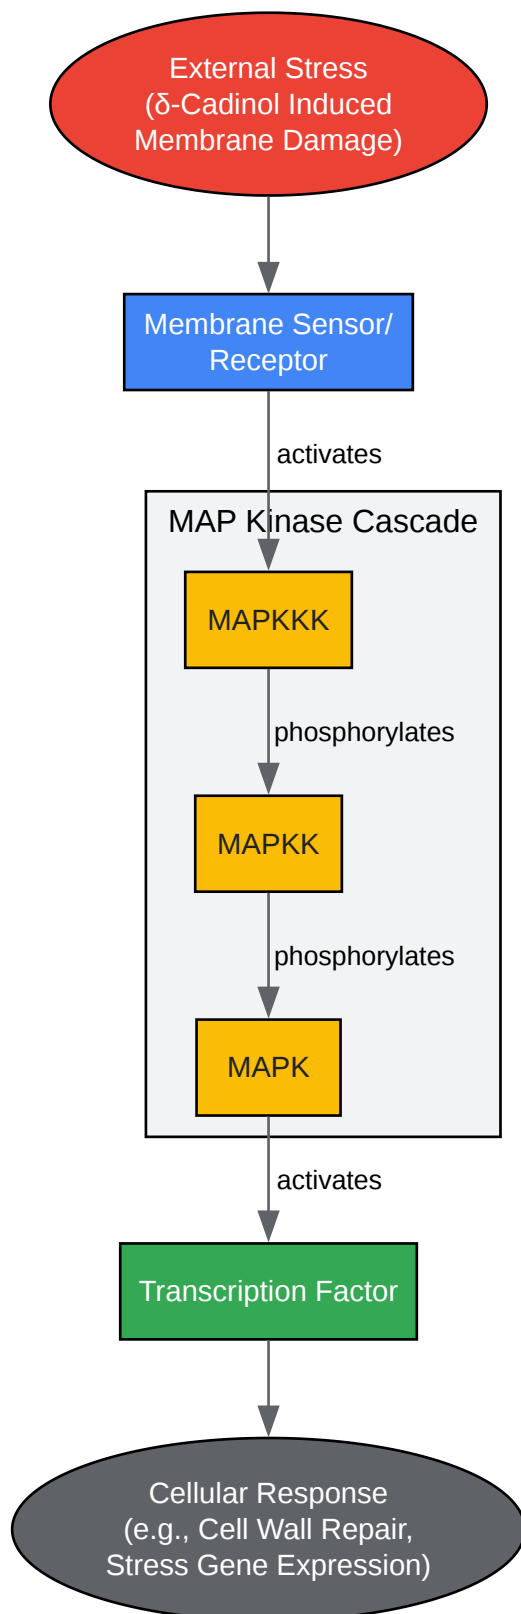 External Stress
(δ-Cadinol Induced
Membrane Damage)
Membrane Sensor/
Receptor
activates
MAP Kinase Cascade
MAPKKK
phosphorylates
MAPKK
phosphorylates
MAPK
activates
Transcription Factor
Cellular Response
(e.g., Cell Wall Repair,
Stress Gene Expression)